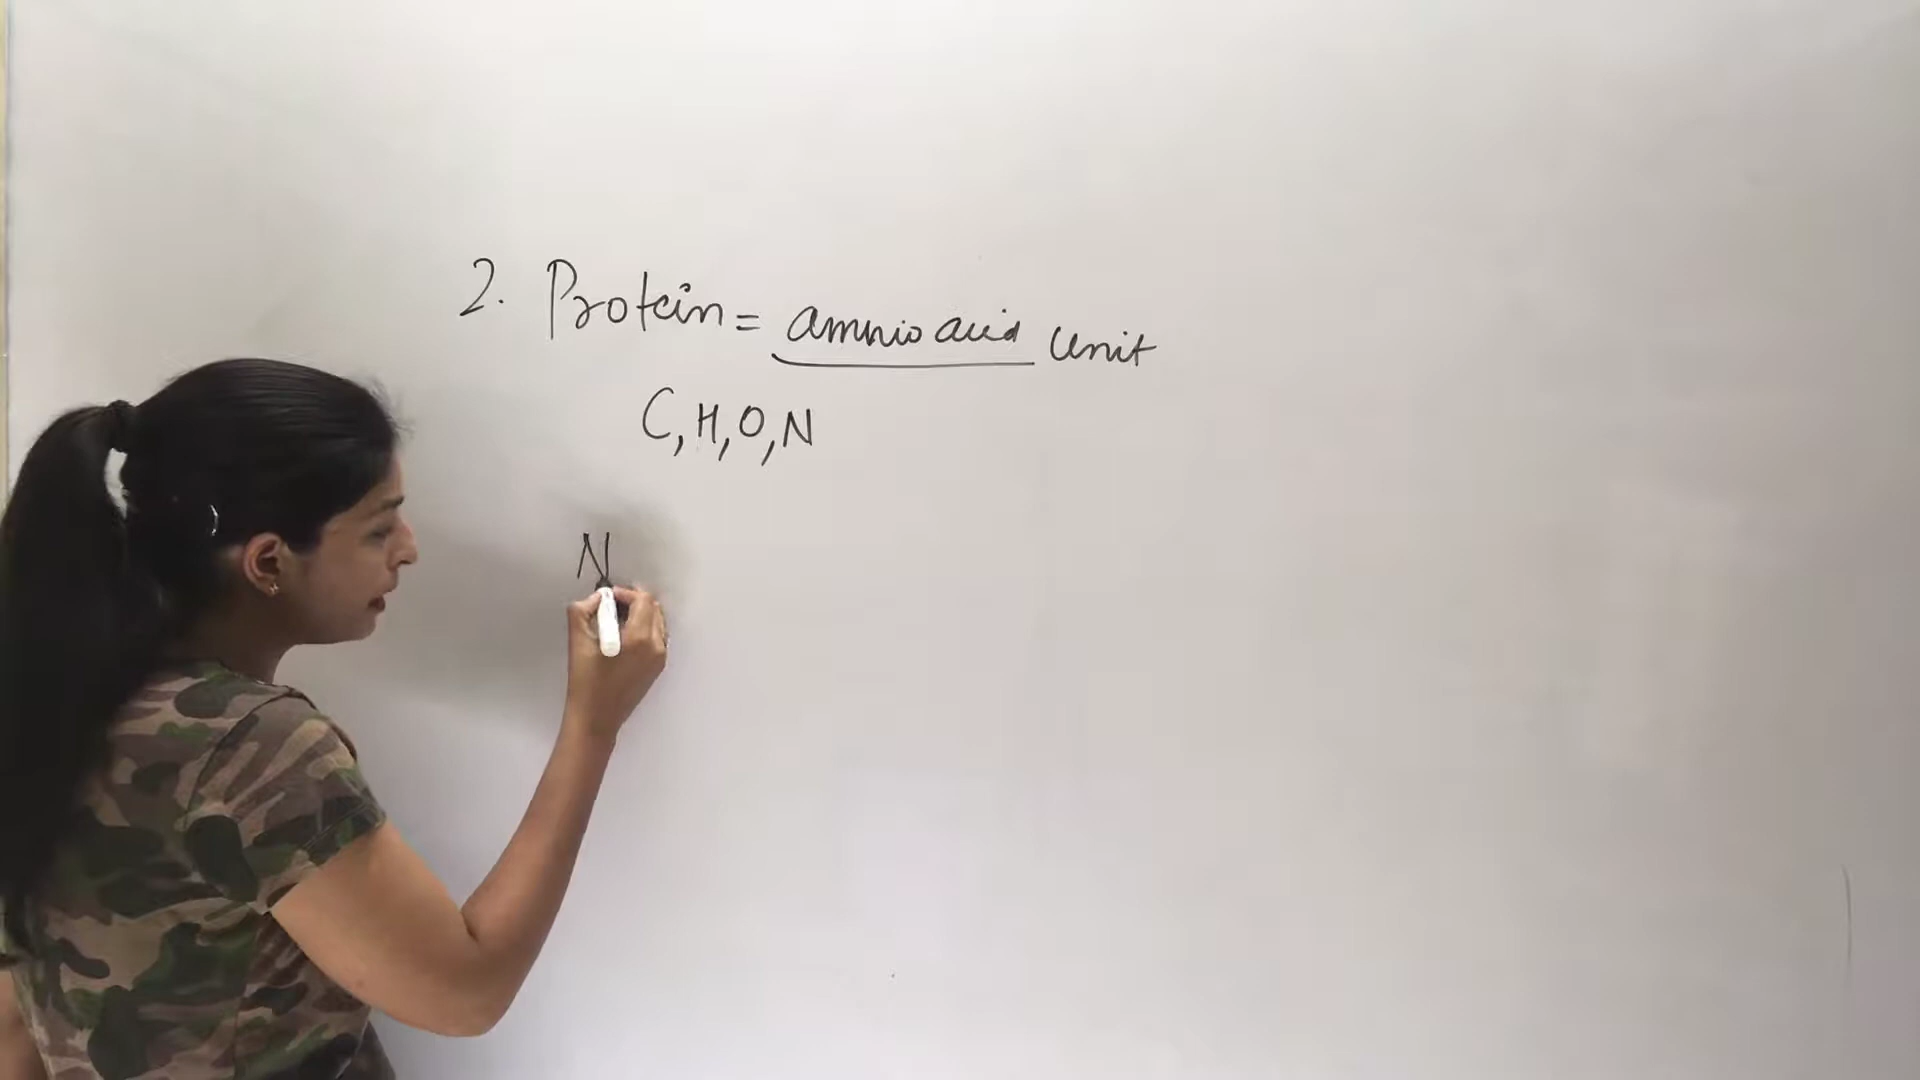 2. Protein = amnio acid Unit
C, H, O, N
N